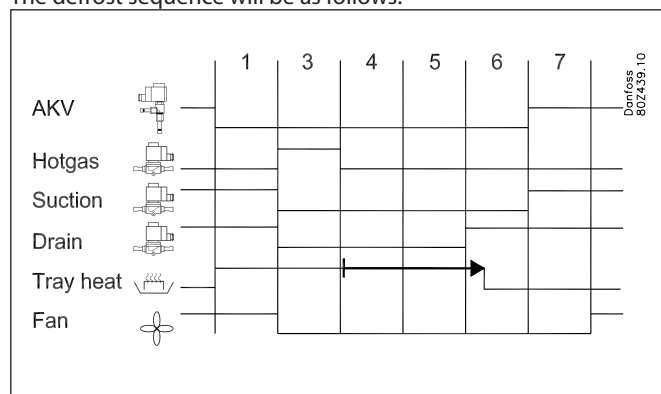 The defrost sequence will be as follows:
1 3 4 5 6 7
Danfoss
80Z439.10
AKV
Hotgas
Suction
Drain
Tray heat
Fan